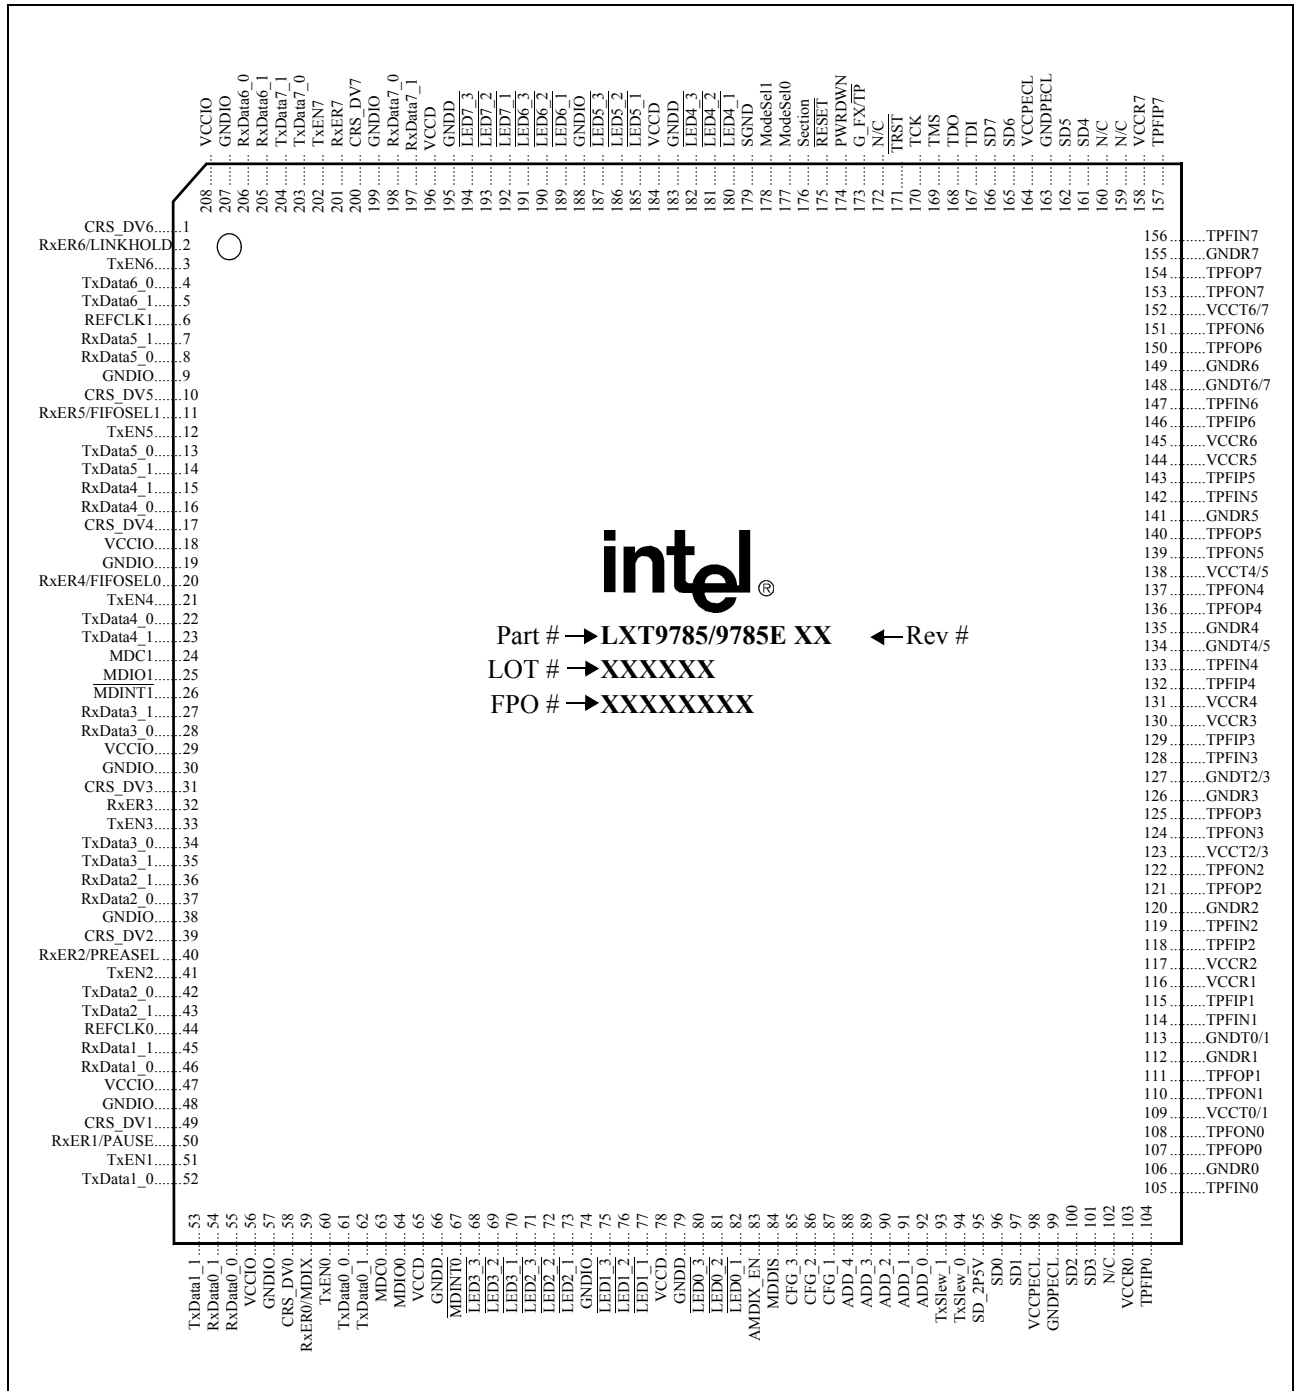 208 VCCIO
207 GNDIO
206 RxData6_0
205 RxData6_1
204 TxData7_1
203 TxData7_0
202 TxEN7
201 RxER7
200 CRS_DV7
199 GNDIO
198 RxData7_0
197 RxData7_1
196 VCCD
195 GNDD
194 LED7_3
193 LED7_2
192 LED7_1
191 LED6_3
190 LED6_2
189 LED6_1
188 GNDIO
187 LED5_3
186 LED5_2
185 LED5_1
184 VCCD
183 GNDD
182 LED4_3
181 LED4_2
180 LED4_1
179 SGND
178 ModeSel1
177 ModeSel0
176 Section
175 RESET
174 PWRDWN
173 G_FX/TP
172 N/C
171 TRST
170 TCK
169 TMS
168 TDO
167 TDI
166 SD7
165 SD6
164 VCCPECL
163 GNDPECL
162 SD5
161 SD4
160 N/C
159 N/C
158 VCCR7
157 TPFIP7
CRS_DV6 1
RxER6/LINKHOLD 2
TxEN6 3
TxData6_0 4
TxData6_1 5
REFCLK1 6
RxData5_1 7
RxData5_0 8
GNDIO 9
CRS_DV5 10
RxER5/FIFOSEL1 11
TxEN5 12
TxData5_0 13
TxData5_1 14
RxData4_1 15
RxData4_0 16
CRS_DV4 17
VCCIO 18
GNDIO 19
RxER4/FIFOSEL0 20
TxEN4 21
TxData4_0 22
TxData4_1 23
MDC1 24
MDIO1 25
MDINT1 26
RxData3_1 27
RxData3_0 28
VCCIO 29
GNDIO 30
CRS_DV3 31
RxER3 32
TxEN3 33
TxData3_0 34
TxData3_1 35
RxData2_1 36
RxData2_0 37
GNDIO 38
CRS_DV2 39
RxER2/PREASEL 40
TxEN2 41
TxData2_0 42
TxData2_1 43
REFCLK0 44
RxData1_1 45
RxData1_0 46
VCCIO 47
GNDIO 48
CRS_DV1 49
RxER1/PAUSE 50
TxEN1 51
TxData1_0 52
intel®
Part # LXT9785/9785E XX Rev #
LOT # XXXXXX
FPO # XXXXXXXX
156 TPFIN7
155 GNDR7
154 TPFOP7
153 TPFON7
152 VCCT6/7
151 TPFON6
150 TPFOP6
149 GNDR6
148 GNDT6/7
147 TPFIN6
146 TPFIP6
145 VCCR6
144 VCCR5
143 TPFIP5
142 TPFIN5
141 GNDR5
140 TPFOP5
139 TPFON5
138 VCCT4/5
137 TPFON4
136 TPFOP4
135 GNDR4
134 GNDT4/5
133 TPFIN4
132 TPFIP4
131 VCCR4
130 VCCR3
129 TPFIP3
128 TPFIN3
127 GNDT2/3
126 GNDR3
125 TPFOP3
124 TPFON3
123 VCCT2/3
122 TPFON2
121 TPFOP2
120 GNDR2
119 TPFIN2
118 TPFIP2
117 VCCR2
116 VCCR1
115 TPFIP1
114 TPFIN1
113 GNDT0/1
112 GNDR1
111 TPFOP1
110 TPFON1
109 VCCT0/1
108 TPFON0
107 TPFOP0
106 GNDR0
105 TPFIN0
TxData1_1 53
RxData0_1 54
RxData0_0 55
VCCIO 56
GNDIO 57
CRS_DV0 58
RxER0/MDIX 59
TxEN0 60
TxData0_0 61
TxData0_1 62
MDC0 63
MDIO0 64
VCCD 65
GNDD 66
MDINT0 67
LED3_3 68
LED3_2 69
LED3_1 70
LED2_3 71
LED2_2 72
LED2_1 73
GNDIO 74
LED1_3 75
LED1_2 76
LED1_1 77
VCCD 78
GNDD 79
LED0_3 80
LED0_2 81
LED0_1 82
AMDIX_EN 83
MDDIS 84
CFG_3 85
CFG_2 86
CFG_1 87
ADD_4 88
ADD_3 89
ADD_2 90
ADD_1 91
ADD_0 92
TxSlew_1 93
TxSlew_0 94
SD_2P5V 95
SD0 96
SD1 97
VCCPECL 98
GNDPECL 99
SD2 100
SD3 101
N/C 102
VCCR0 103
TPFIP0 104